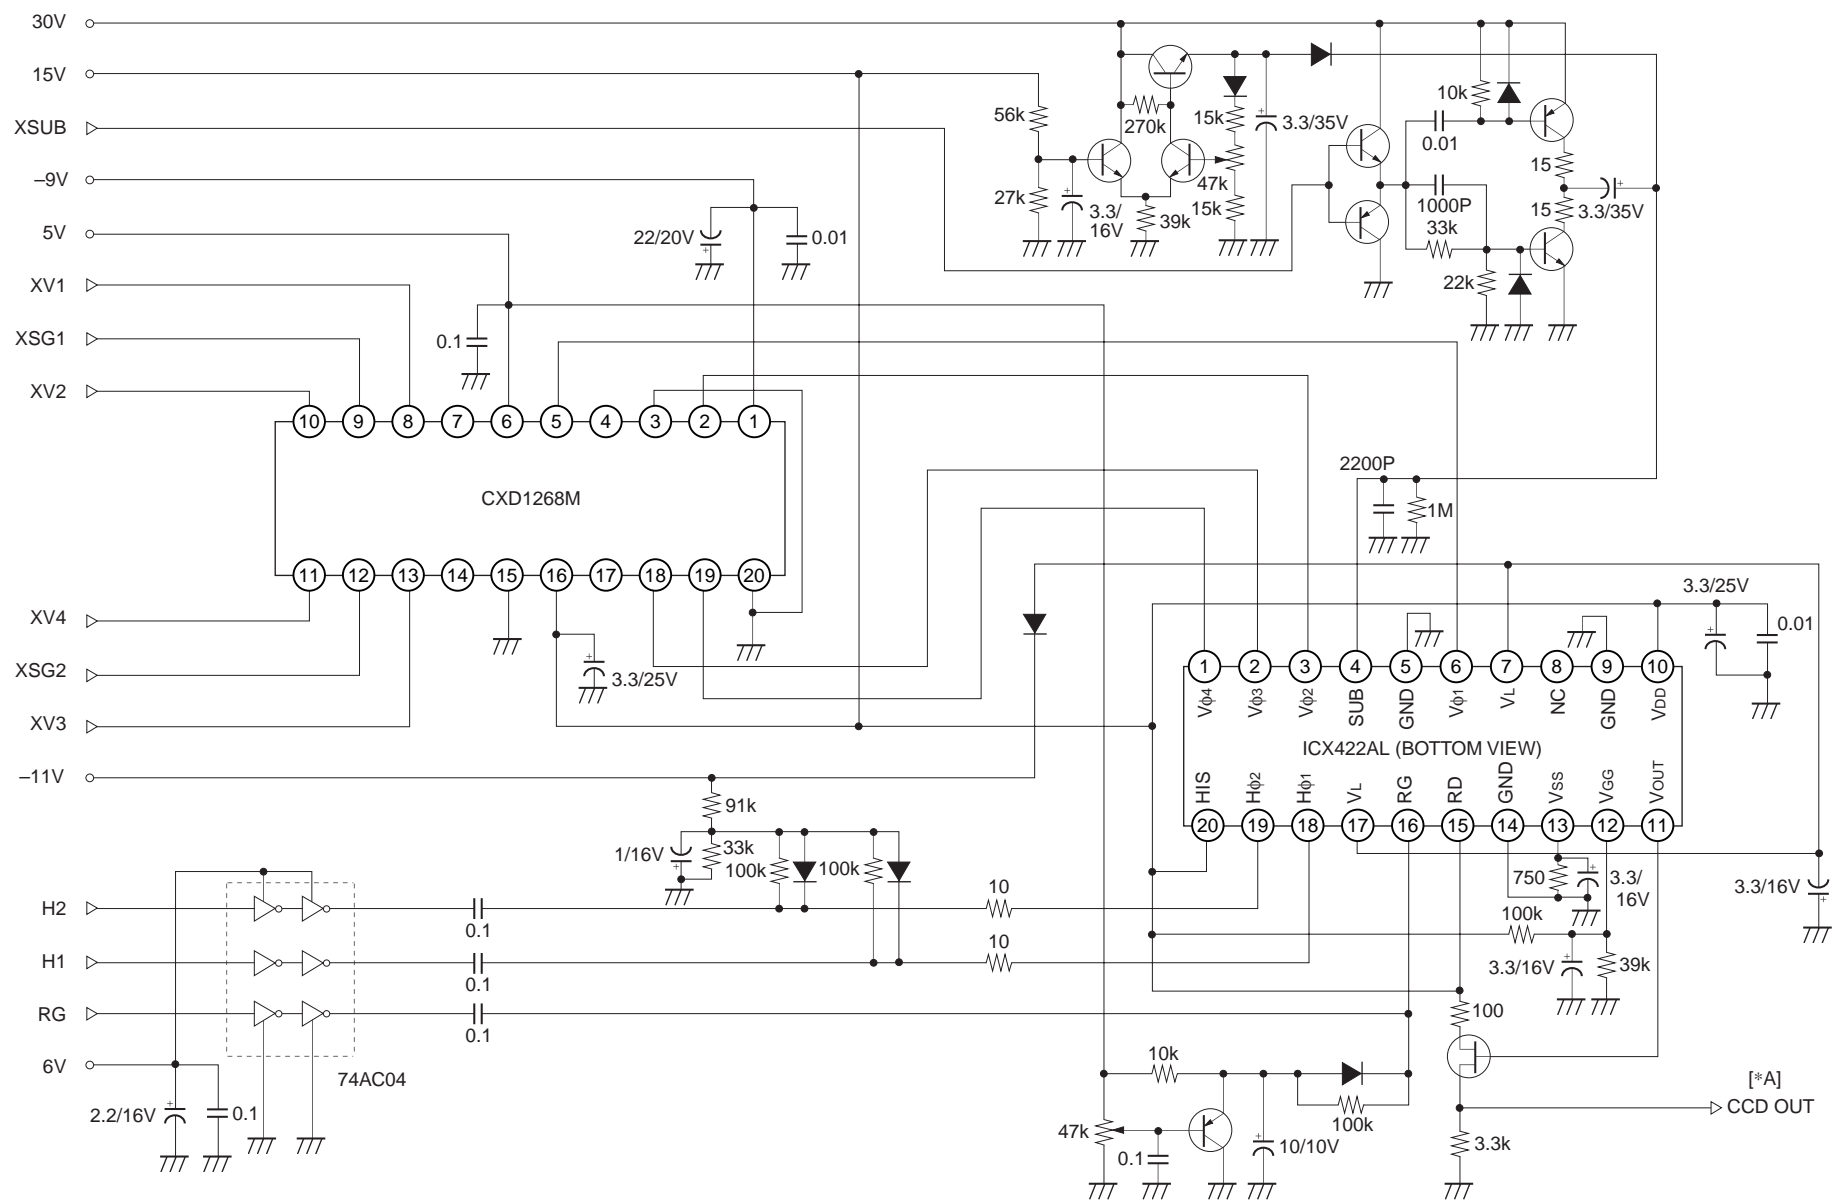 30V
15V
XSUB
–9V
5V
XV1
XSG1
XV2
56k
27k
3.3/
16V
270k
39k
15k
47k
15k
3.3/35V
10k
0.01
1000P
33k
22k
15
15
3.3/35V
22/20V
0.01
0.1
10 9 8 7 6 5 4 3 2 1
CXD1268M
11 12 13 14 15 16 17 18 19 20
2200P
1M
XV4
XSG2
XV3
–11V
3.3/25V
3.3/25V
0.01
1 2 3 4 5 6 7 8 9 10
Vϕ4 Vϕ3 Vϕ2 SUB GND Vϕ1 VL NC GND VDD
ICX422AL (BOTTOM VIEW)
HIS Hϕ2 Hϕ1 VL RG RD GND VSS VGG VOUT
20 19 18 17 16 15 14 13 12 11
91k
1/16V
33k
100k
100k
H2
H1
RG
6V
0.1
0.1
0.1
10
10
750
3.3/
16V
3.3/16V
100k
3.3/16V
39k
100
74AC04
2.2/16V
0.1
10k
47k
0.1
10/10V
100k
3.3k
[*A]
CCD OUT